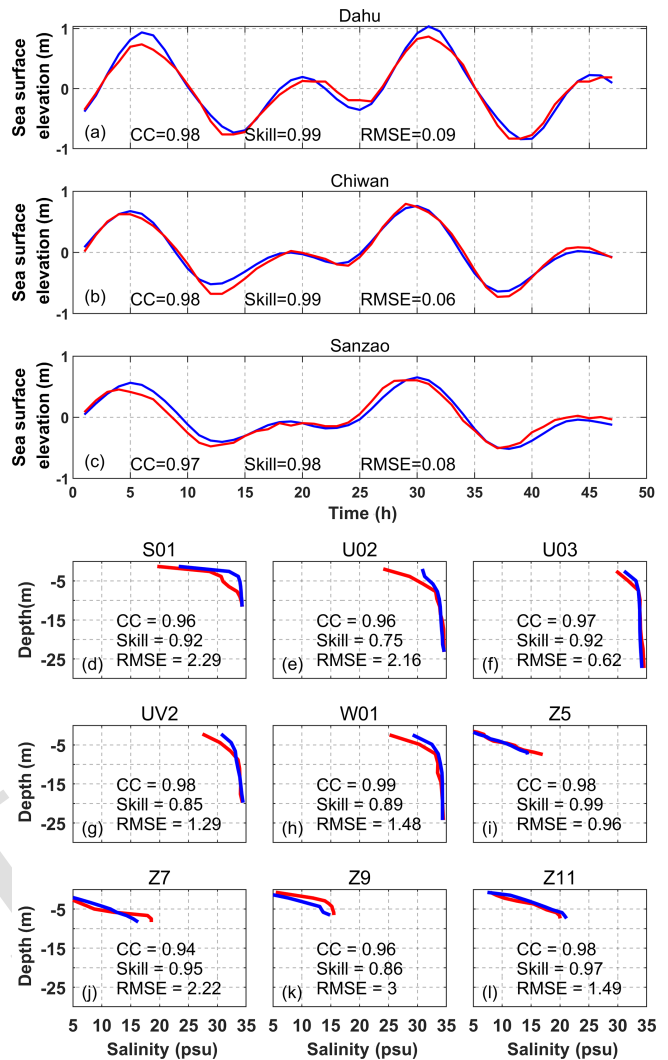 Dahu
Sea surface
elevation (m)
1
0
-1
(a) CC=0.98 Skill=0.99 RMSE=0.09
Chiwan
Sea surface
elevation (m)
1
0
-1
(b) CC=0.98 Skill=0.99 RMSE=0.06
Sanzao
Sea surface
elevation (m)
1
0
-1
(c) CC=0.97 Skill=0.98 RMSE=0.08
0 5 10 15 20 25 30 35 40 45 50
Time (h)
S01 U02 U03
Depth(m)
-5
-15
-25
CC = 0.96 CC = 0.96 CC = 0.97
Skill = 0.92 Skill = 0.75 Skill = 0.92
(d) RMSE = 2.29 (e) RMSE = 2.16 (f) RMSE = 0.62
UV2 W01 Z5
Depth (m)
-5
-15
-25
CC = 0.98 CC = 0.99 CC = 0.98
Skill = 0.85 Skill = 0.89 Skill = 0.99
(g) RMSE = 1.29 (h) RMSE = 1.48 (i) RMSE = 0.96
Z7 Z9 Z11
Depth (m)
-5
-15
-25
CC = 0.94 CC = 0.96 CC = 0.98
Skill = 0.95 Skill = 0.86 Skill = 0.97
(j) RMSE = 2.22 (k) RMSE = 3 (l) RMSE = 1.49
5 10 15 20 25 30 35 5 10 15 20 25 30 35 5 10 15 20 25 30 35
Salinity (psu) Salinity (psu) Salinity (psu)